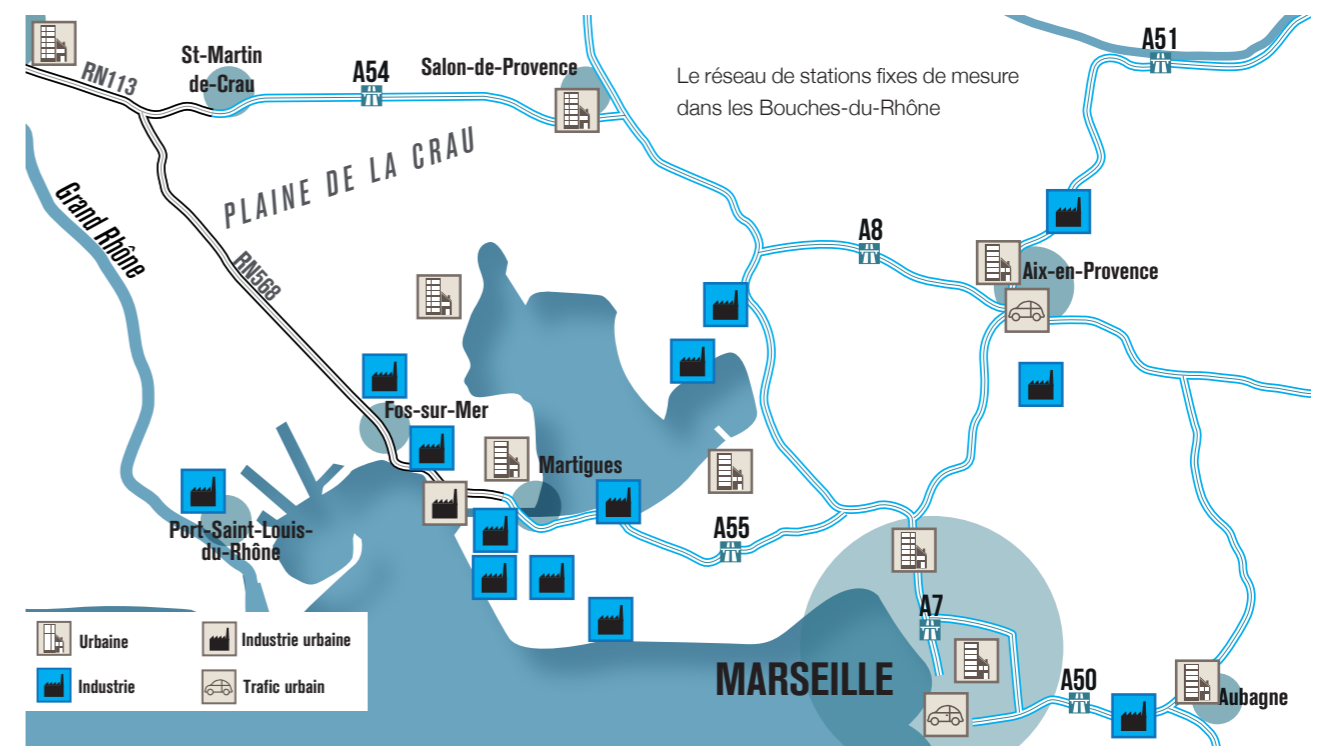 Le réseau de stations fixes de mesure
dans les Bouches-du-Rhône
A51
RN113
St-Martin
de-Crau
A54
Salon-de-Provence
PLAINE DE LA CRAU
Grand Rhône
RN568
A8
Aix-en-Provence
Fos-sur-Mer
Martigues
Port-Saint-Louis-
du-Rhône
A55
A7
MARSEILLE
A50
Aubagne
Urbaine
Industrie urbaine
Industrie
Trafic urbain